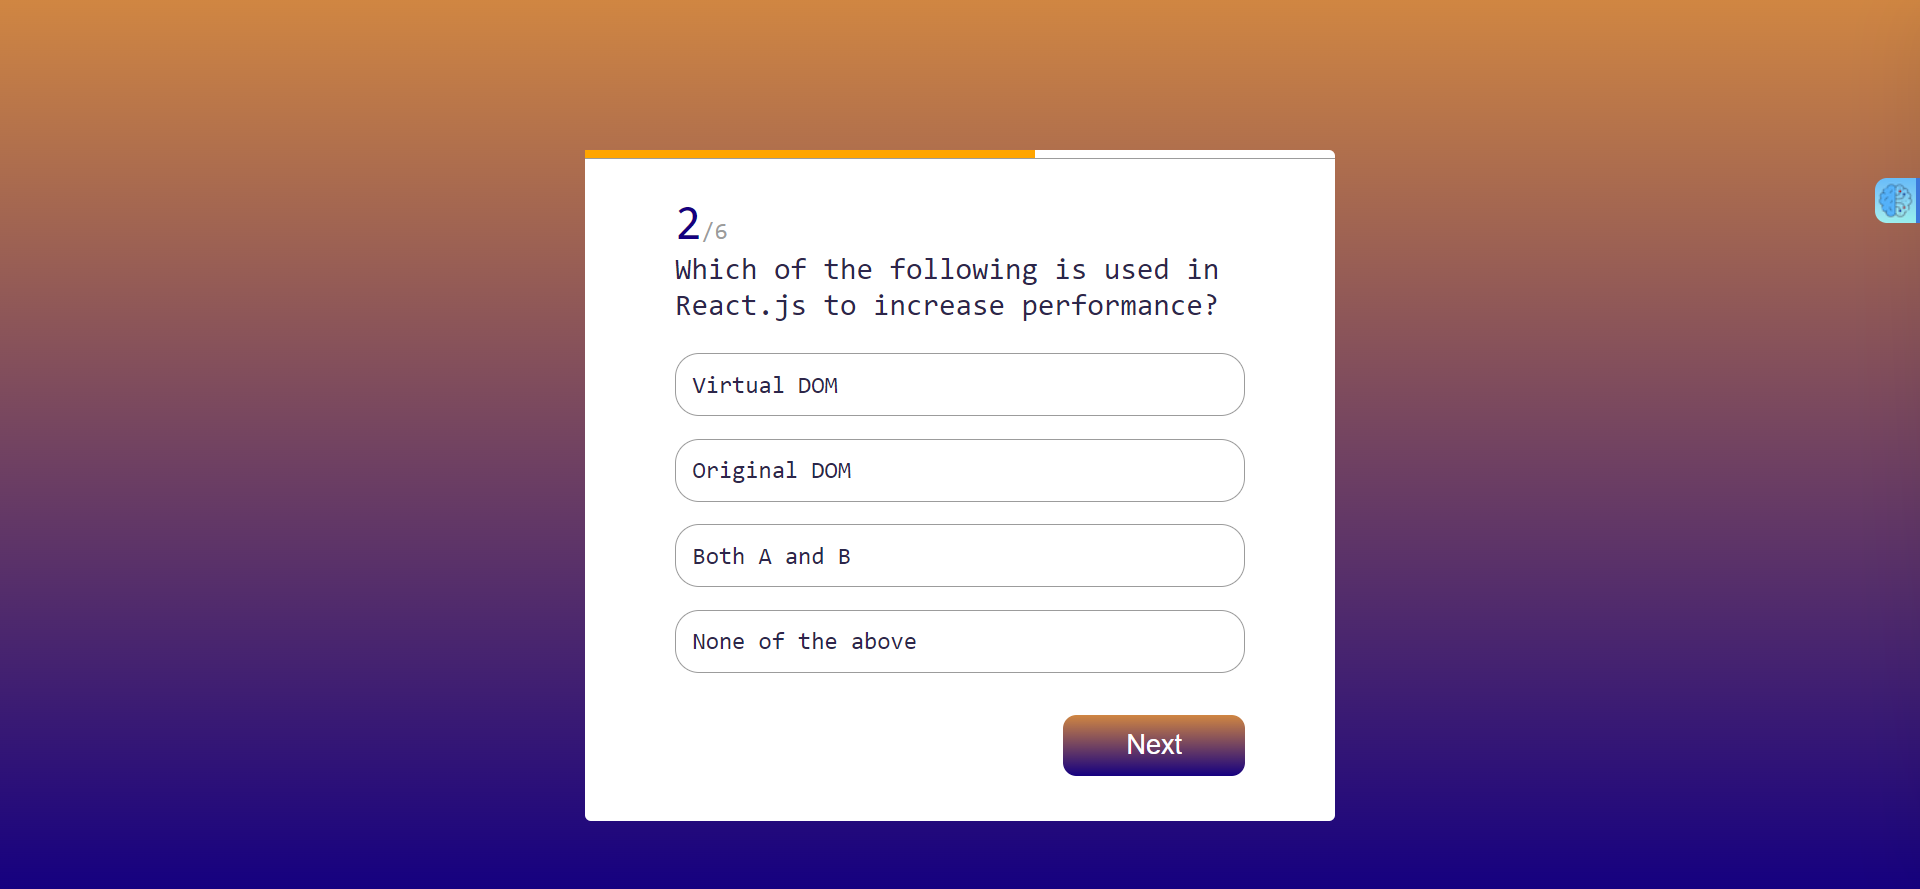 2/6
Which of the following is used in
React.js to increase performance?
Virtual DOM
Original DOM
Both A and B
None of the above
Next